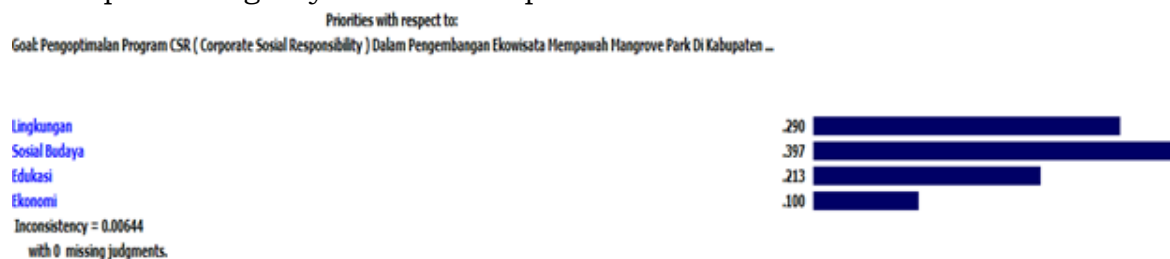 Priorities with respect to:
Goal: Pengoptimalan Program CSR ( Corporate Sosial Responsibility ) Dalam Pengembangan Ekowisata Mempawah Mangrove Park Di Kabupaten ...
Lingkungan .290
Sosial Budaya .397
Edukasi .213
Ekonomi .100
Inconsistency = 0.00644
with 0 missing judgments.